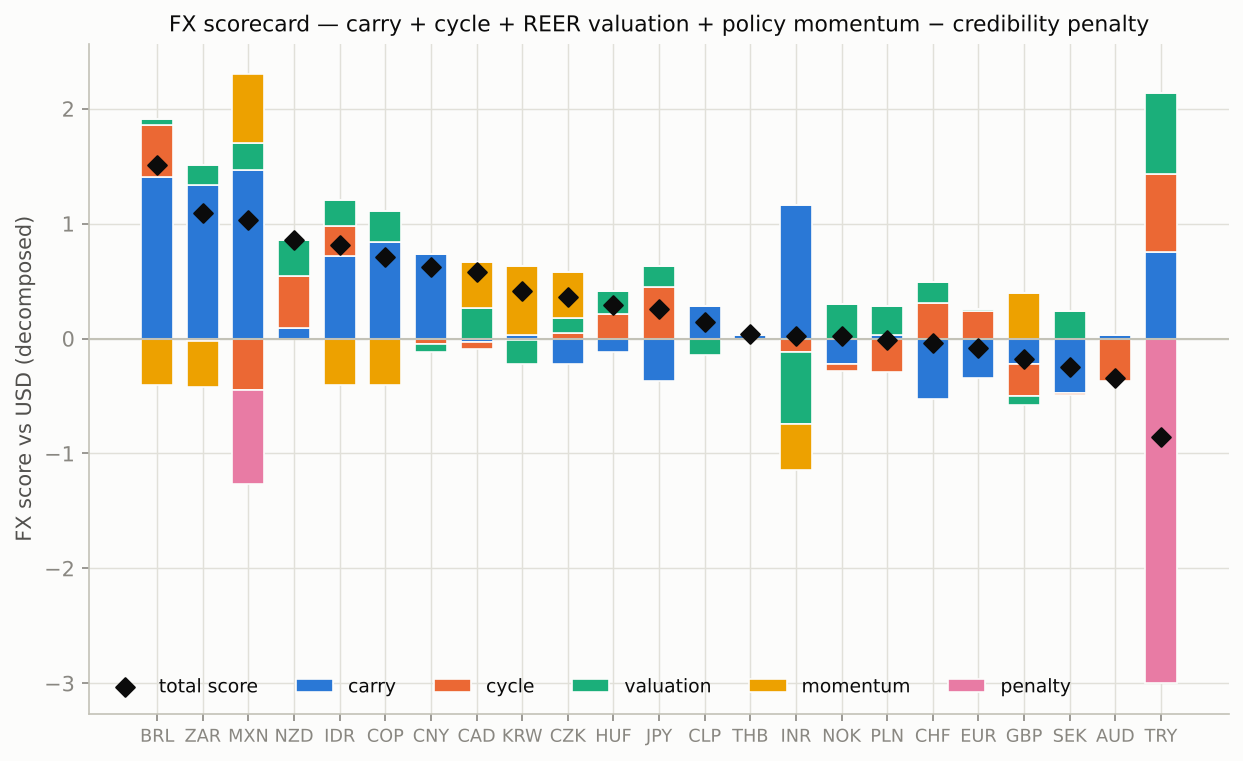 FX scorecard — carry + cycle + REER valuation + policy momentum − credibility penalty
FX score vs USD (decomposed)
2
1
0
−1
−2
−3
total score carry cycle valuation momentum penalty
BRL ZAR MXN NZD IDR COP CNY CAD KRW CZK HUF JPY CLP THB INR NOK PLN CHF EUR GBP SEK AUD TRY